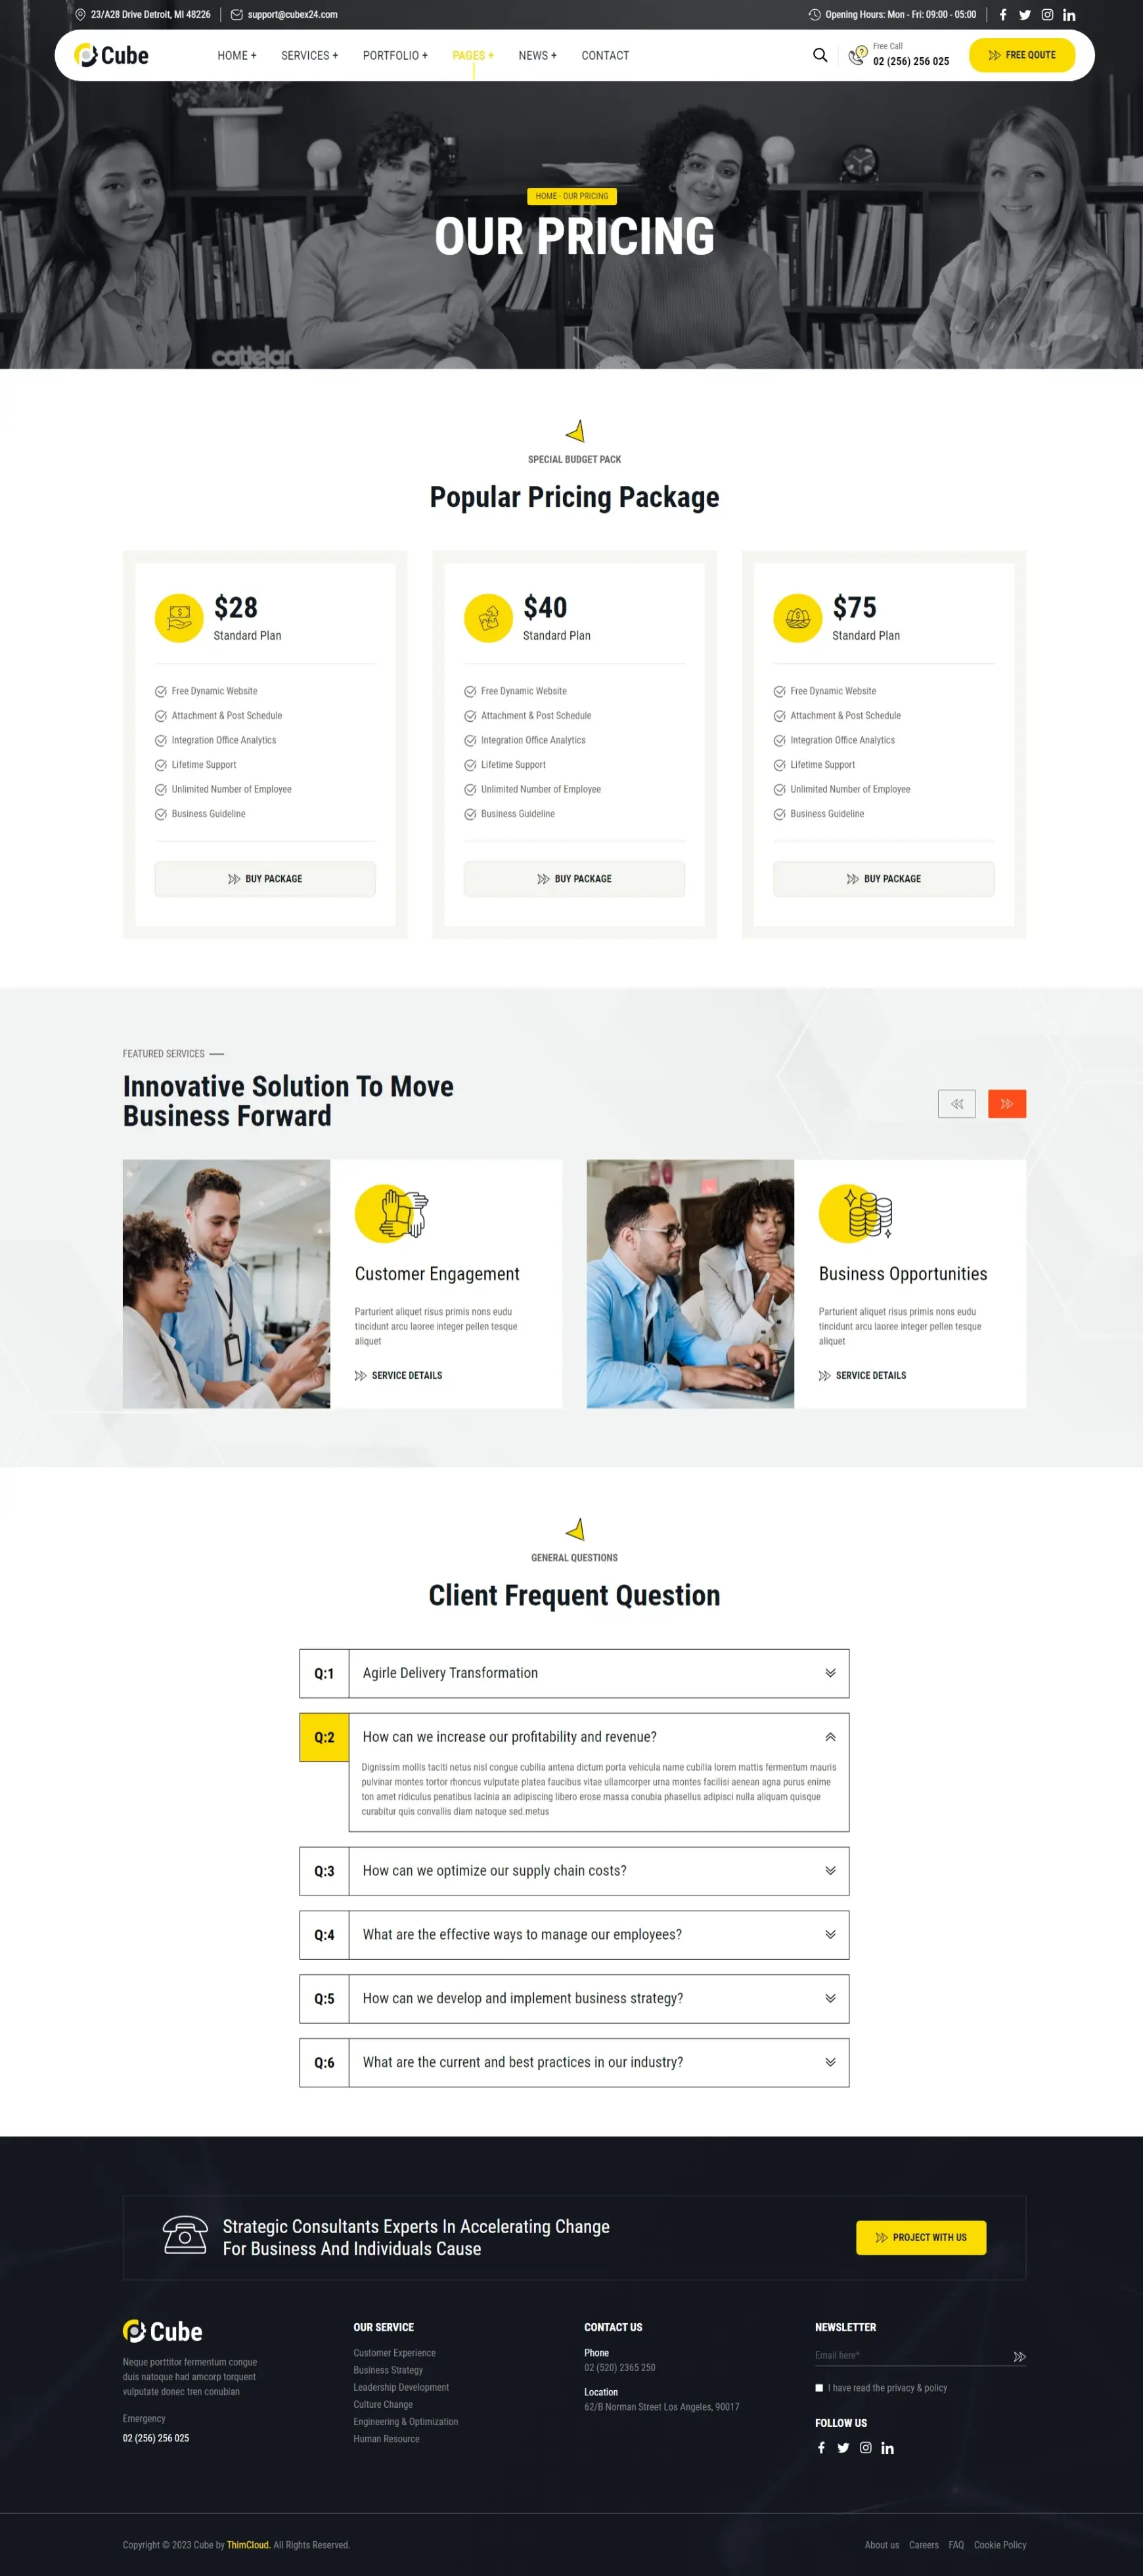 23/A28 Drive Detroit, MI 48226
support@cubex24.com
Opening Hours: Mon - Fri: 09:00 - 05:00
Cube
HOME +
SERVICES +
PORTFOLIO +
PAGES +
NEWS +
CONTACT
Free Call
02 (256) 256 025
FREE QOUTE
HOME - OUR PRICING
OUR PRICING
cattelan
SPECIAL BUDGET PACK
Popular Pricing Package
$28
Standard Plan
Free Dynamic Website
Attachment & Post Schedule
Integration Office Analytics
Lifetime Support
Unlimited Number of Employee
Business Guideline
BUY PACKAGE
$40
Standard Plan
Free Dynamic Website
Attachment & Post Schedule
Integration Office Analytics
Lifetime Support
Unlimited Number of Employee
Business Guideline
BUY PACKAGE
$75
Standard Plan
Free Dynamic Website
Attachment & Post Schedule
Integration Office Analytics
Lifetime Support
Unlimited Number of Employee
Business Guideline
BUY PACKAGE
FEATURED SERVICES
Innovative Solution To Move
Business Forward
Customer Engagement
Parturient aliquet risus primis nons eudu
tincidunt arcu laoree integer pellen tesque
aliquet
SERVICE DETAILS
Business Opportunities
Parturient aliquet risus primis nons eudu
tincidunt arcu laoree integer pellen tesque
aliquet
SERVICE DETAILS
GENERAL QUESTIONS
Client Frequent Question
Q:1
Agirle Delivery Transformation
Q:2
How can we increase our profitability and revenue?
Dignissim mollis taciti netus nisl congue cubilia antena dictum porta vehicula name cubilia lorem mattis fermentum mauris
pulvinar montes tortor rhoncus vulputate platea faucibus vitae ullamcorper urna montes facilisi aenean agna purus enime
ton amet ridiculus penatibus lacinia an adipiscing libero erose massa conubia phasellus adipisci nulla aliquam quisque
curabitur quis convallis diam natoque sed.metus
Q:3
How can we optimize our supply chain costs?
Q:4
What are the effective ways to manage our employees?
Q:5
How can we develop and implement business strategy?
Q:6
What are the current and best practices in our industry?
Strategic Consultants Experts In Accelerating Change
For Business And Individuals Cause
PROJECT WITH US
Cube
Neque porttitor fermentum congue
duis natoque had amcorp torquent
vulputate donec tren conubian
Emergency
02 (256) 256 025
OUR SERVICE
Customer Experience
Business Strategy
Leadership Development
Culture Change
Engineering & Optimization
Human Resource
CONTACT US
Phone
02 (520) 2365 250
Location
62/B Norman Street Los Angeles, 90017
NEWSLETTER
Email here*
I have read the privacy & policy
FOLLOW US
Copyright © 2023 Cube by ThimCloud. All Rights Reserved.
About us
Careers
FAQ
Cookie Policy